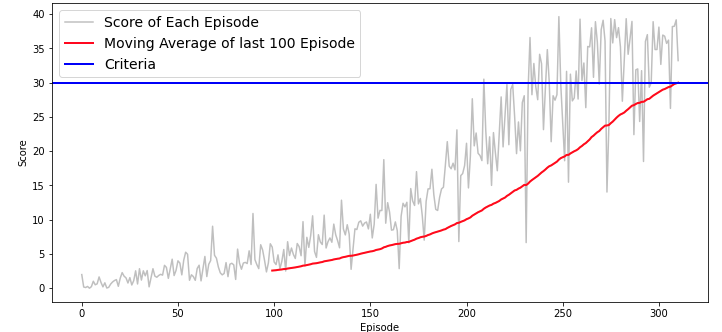 Score of Each Episode
Moving Average of last 100 Episode
Criteria
40
35
30
25
20
15
10
5
0
Score
0 50 100 150 200 250 300
Episode